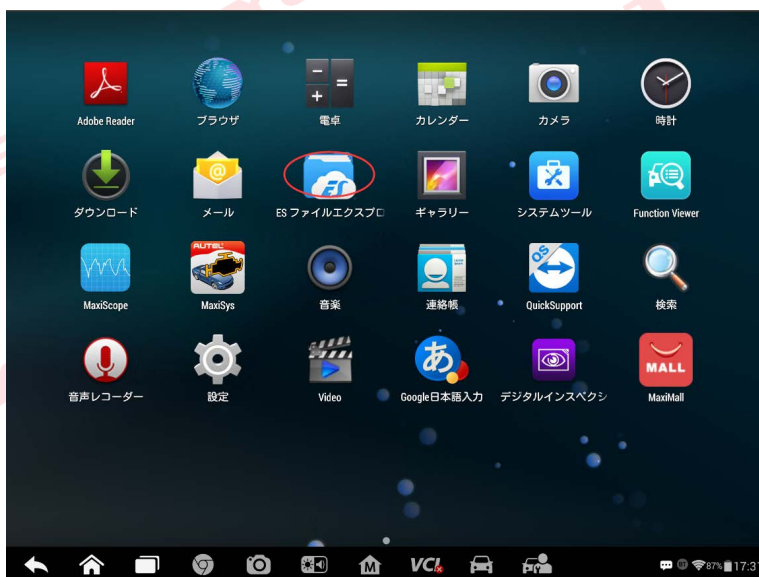 Adobe Reader
ブラウザ
電卓
カレンダー
カメラ
時計
ダウンロード
メール
ES
ES ファイルエクスプロ
ギャラリー
システムツール
Function Viewer
MaxiScope
AUTEL
MaxiSys
音楽
連絡帳
QS
QuickSupport
検索
音声レコーダー
設定
Video
あ
Google日本語入力
デジタルインスペクシ
MALL
MaxiMall
M
VCI
87%
17:31